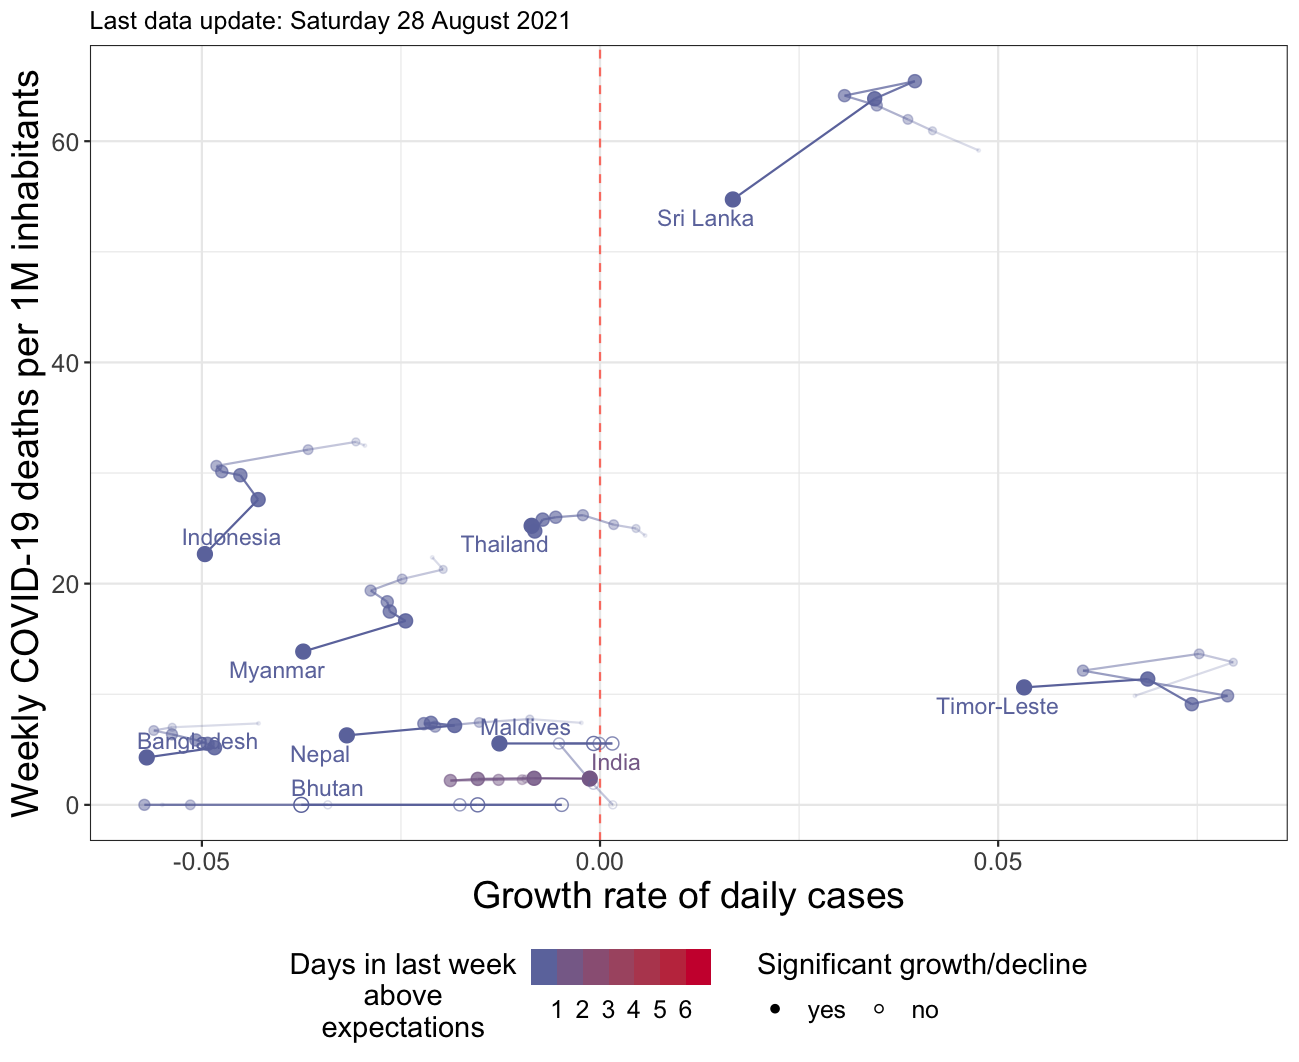 Last data update: Saturday 28 August 2021
Weekly COVID-19 deaths per 1M inhabitants
60
40
20
0
Sri Lanka
Indonesia
Thailand
Myanmar
Timor-Leste
Bangladesh
Maldives
Nepal
India
Bhutan
-0.05
0.00
0.05
Growth rate of daily cases
Days in last week
above
expectations
1 2 3 4 5 6
Significant growth/decline
yes no